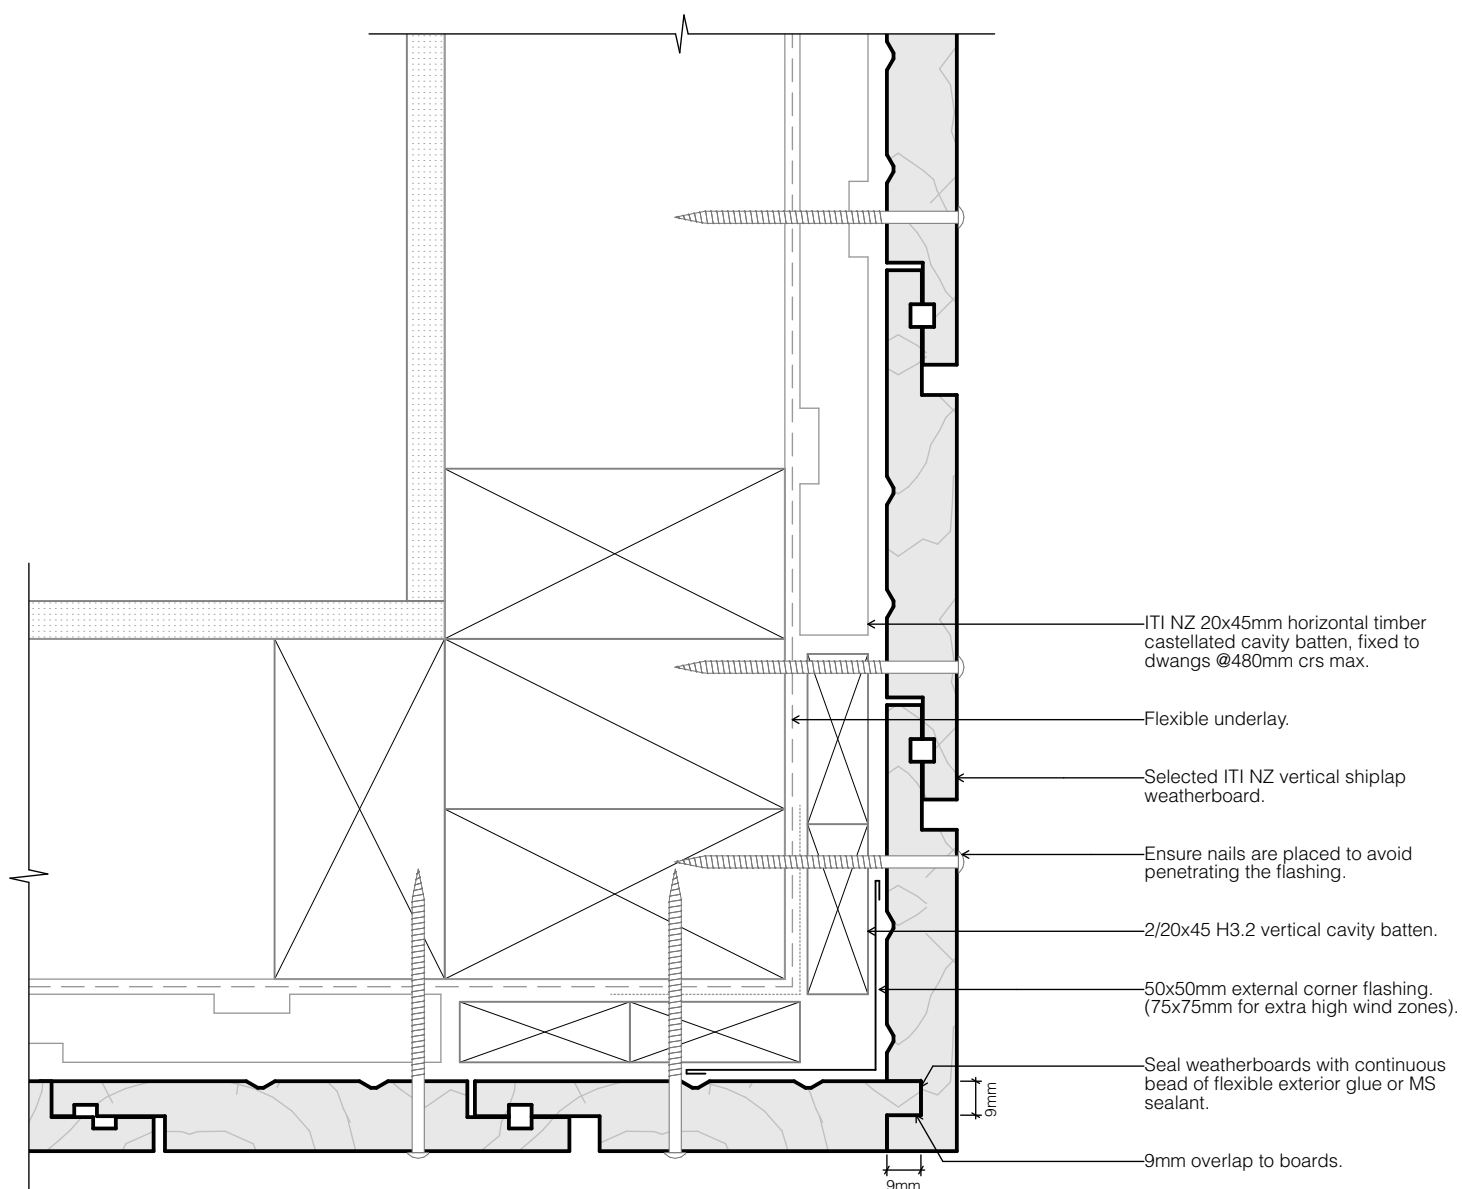 ITI NZ 20x45mm horizontal timber
castellated cavity batten, fixed to
dwangs @480mm crs max.
Flexible underlay.
Selected ITI NZ vertical shiplap
weatherboard.
Ensure nails are placed to avoid
penetrating the flashing.
2/20x45 H3.2 vertical cavity batten.
50x50mm external corner flashing.
(75x75mm for extra high wind zones).
Seal weatherboards with continuous
bead of flexible exterior glue or MS
sealant.
9mm
9mm overlap to boards.
9mm